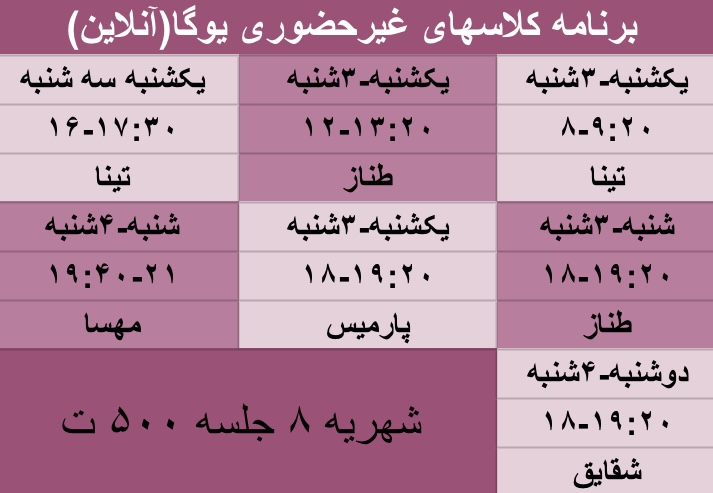 برنامه کلاسهای غیرحضوری یوگا(آنلاین)
یکشنبه-۳شنبه یکشنبه-۳شنبه یکشنبه سه شنبه
۸-۹:۲۰ ۱۲-۱۳:۲۰ ۱۶-۱۷:۳۰
تینا طناز تینا
شنبه-۳شنبه یکشنبه-۳شنبه شنبه-۴شنبه
۱۸-۱۹:۲۰ ۱۸-۱۹:۲۰ ۱۹:۴۰-۲۱
طناز پارمیس مهسا
دوشنبه-۴شنبه
۱۸-۱۹:۲۰
شقایق
شهریه ۸ جلسه ۵۰۰ ت